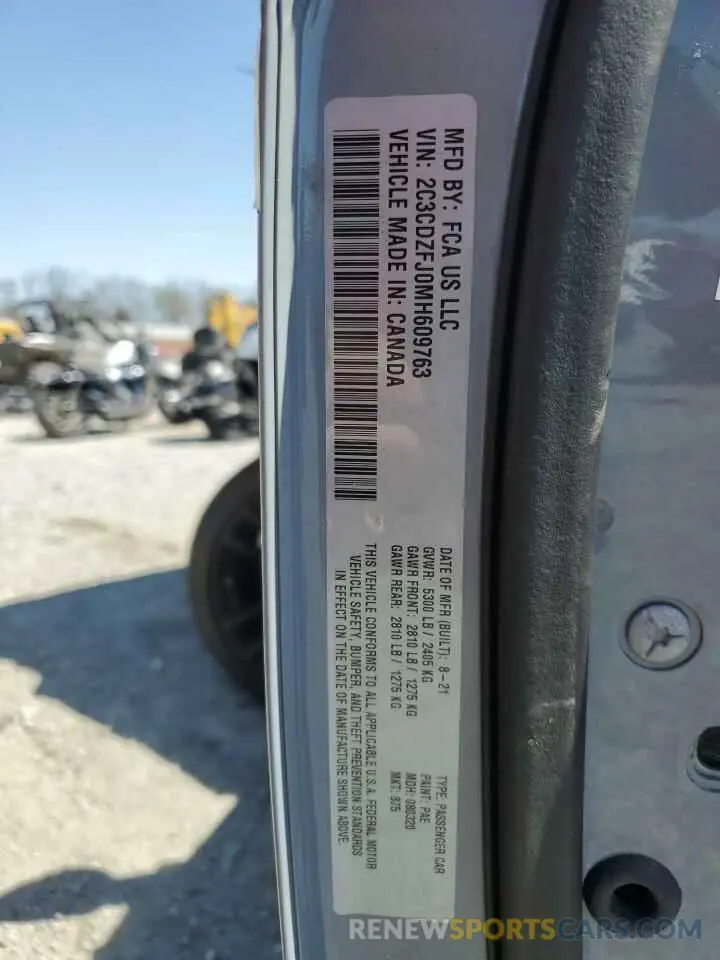 MFD BY: FCA US LLC
VIN: 2C3CDZFJ0MH609763
VEHICLE MADE IN: CANADA
DATE OF MFR (BUILT): 8-21
GVWR: 5300 LB / 2405 KG
GAWR FRONT: 2810 LB / 1275 KG
GAWR REAR: 2810 LB / 1275 KG
TYPE: PASSENGER CAR
PAINT: PAE
MDH: 080320
MKT: B75
THIS VEHICLE CONFORMS TO ALL APPLICABLE U.S.A. FEDERAL MOTOR
VEHICLE SAFETY, BUMPER, AND THEFT PREVENTION STANDARDS
IN EFFECT ON THE DATE OF MANUFACTURE SHOWN ABOVE.
RENEWSPORTSCARS.COM